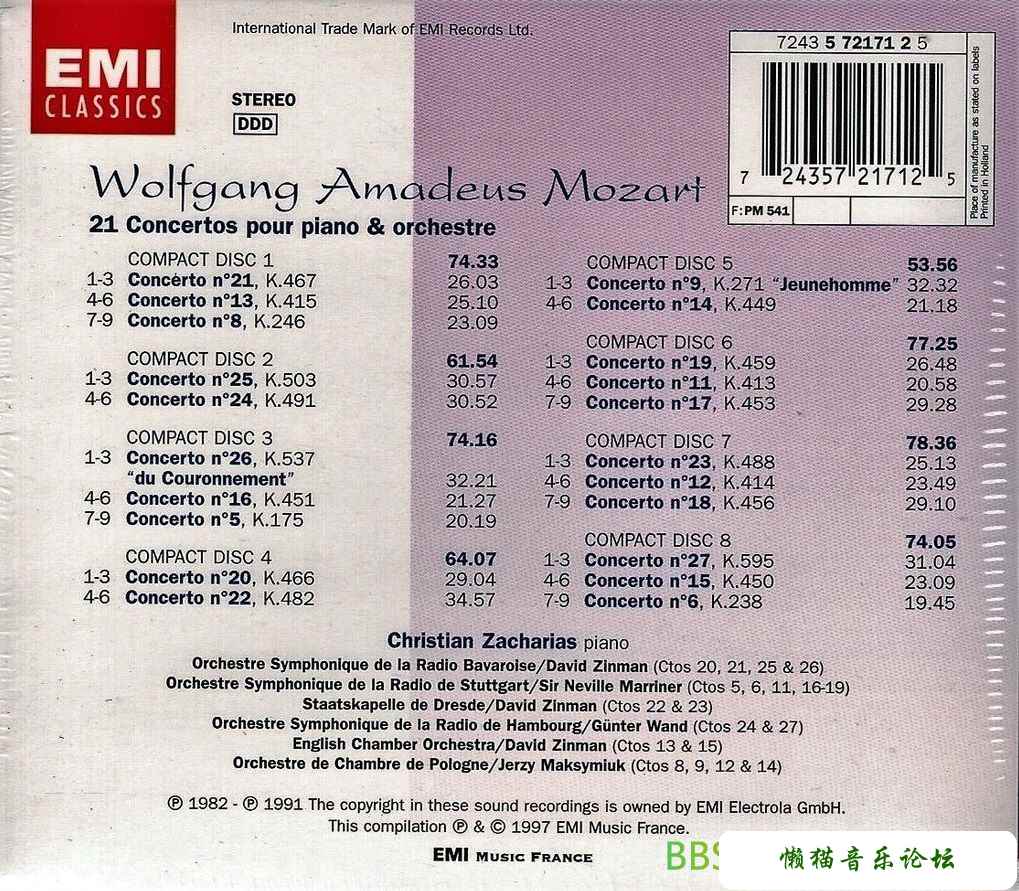 International Trade Mark of EMI Records Ltd.
EMI
CLASSICS
STEREO
DDD
7243 5 72171 2 5
7 24357 21712 5
F: PM 541
Place of manufacture as stated on labels
Printed in Holland
Wolfgang Amadeus Mozart
21 Concertos pour piano & orchestre
COMPACT DISC 1 74.33
1-3 Concerto n°21, K.467 26.03
4-6 Concerto n°13, K.415 25.10
7-9 Concerto n°8, K.246 23.09
COMPACT DISC 2 61.54
1-3 Concerto n°25, K.503 30.57
4-6 Concerto n°24, K.491 30.52
COMPACT DISC 3 74.16
1-3 Concerto n°26, K.537
“du Couronnement” 32.21
4-6 Concerto n°16, K.451 21.27
7-9 Concerto n°5, K.175 20.19
COMPACT DISC 4 64.07
1-3 Concerto n°20, K.466 29.04
4-6 Concerto n°22, K.482 34.57
COMPACT DISC 5 53.56
1-3 Concerto n°9, K.271 “Jeunehomme” 32.32
4-6 Concerto n°14, K.449 21.18
COMPACT DISC 6 77.25
1-3 Concerto n°19, K.459 26.48
4-6 Concerto n°11, K.413 20.58
7-9 Concerto n°17, K.453 29.28
COMPACT DISC 7 78.36
1-3 Concerto n°23, K.488 25.13
4-6 Concerto n°12, K.414 23.49
7-9 Concerto n°18, K.456 29.10
COMPACT DISC 8 74.05
1-3 Concerto n°27, K.595 31.04
4-6 Concerto n°15, K.450 23.09
7-9 Concerto n°6, K.238 19.45
Christian Zacharias piano
Orchestre Symphonique de la Radio Bavaroise/David Zinman (Ctos 20, 21, 25 & 26)
Orchestre Symphonique de la Radio de Stuttgart/Sir Neville Marriner (Ctos 5, 6, 11, 16-19)
Staatskapelle de Dresde/David Zinman (Ctos 22 & 23)
Orchestre Symphonique de la Radio de Hambourg/Günter Wand (Ctos 24 & 27)
English Chamber Orchestra/David Zinman (Ctos 13 & 15)
Orchestre de Chambre de Pologne/Jerzy Maksymiuk (Ctos 8, 9, 12 & 14)
℗ 1982 - ℗ 1991 The copyright in these sound recordings is owned by EMI Electrola GmbH.
This compilation ℗ & © 1997 EMI Music France.
EMI MUSIC FRANCE
BBS
懒猫音乐论坛